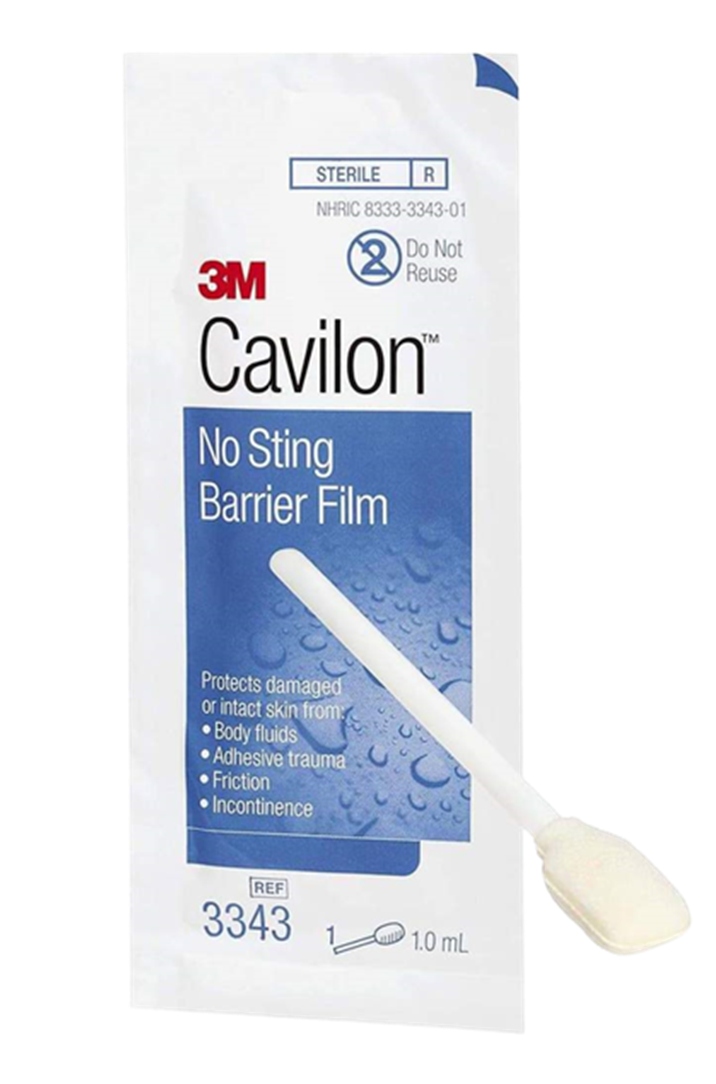 STERILE R
NHRIC 8333-3343-01
2 Do Not
Reuse
3M
Cavilon™
No Sting
Barrier Film
Protects damaged
or intact skin from:
• Body fluids
• Adhesive trauma
• Friction
• Incontinence
REF
3343
1 1.0 mL